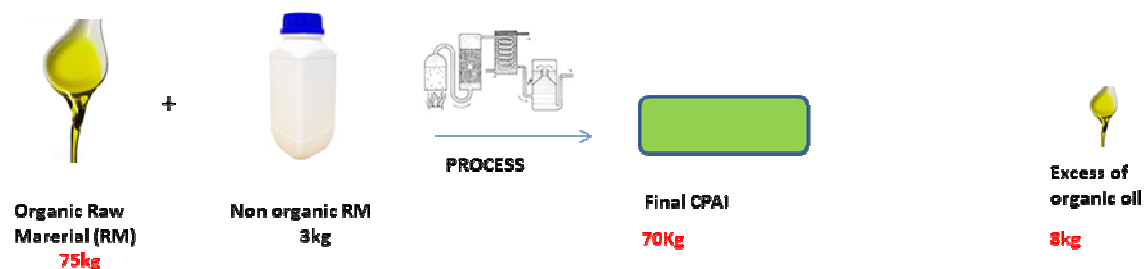 +
PROCESS
Organic Raw
Marerial (RM)
75kg
Non organic RM
3kg
Final CPAI
70Kg
Excess of
organic oil
8kg